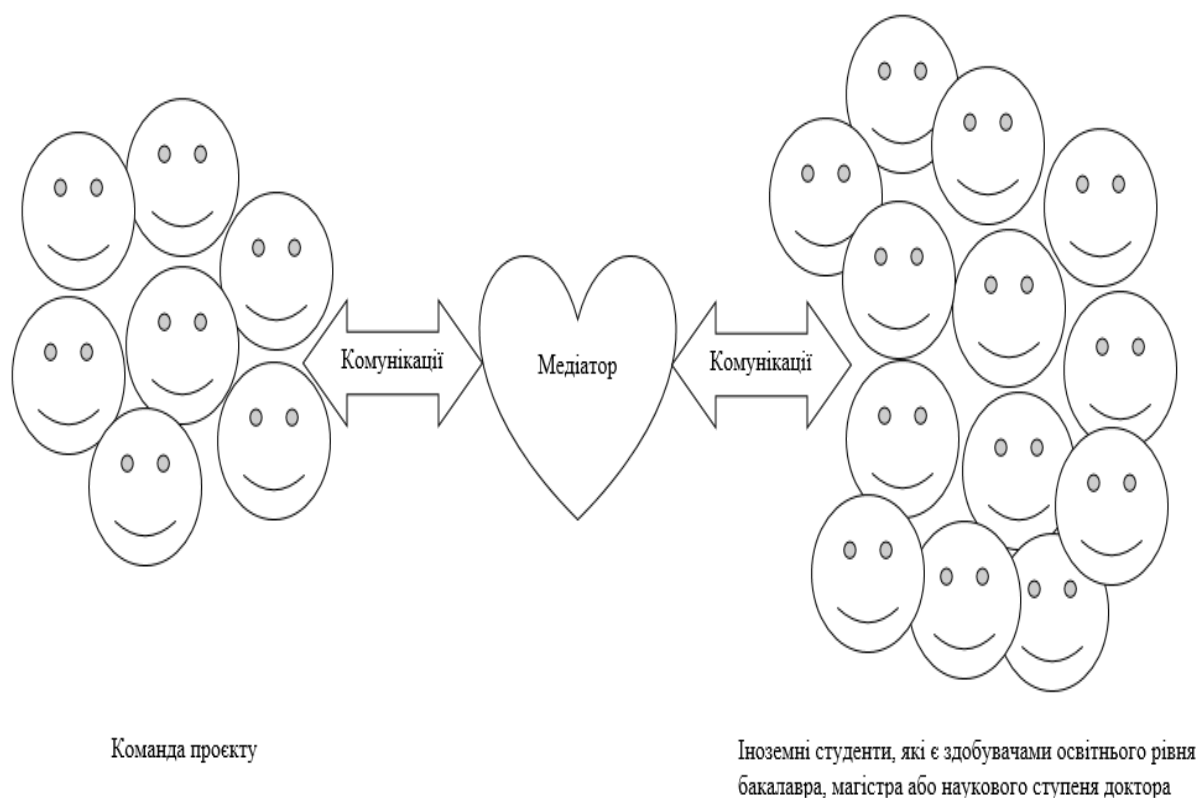 Комунікації
Медіатор
Комунікації
Команда проєкту
Іноземні студенти, які є здобувачами освітнього рівня
бакалавра, магістра або наукового ступеня доктора